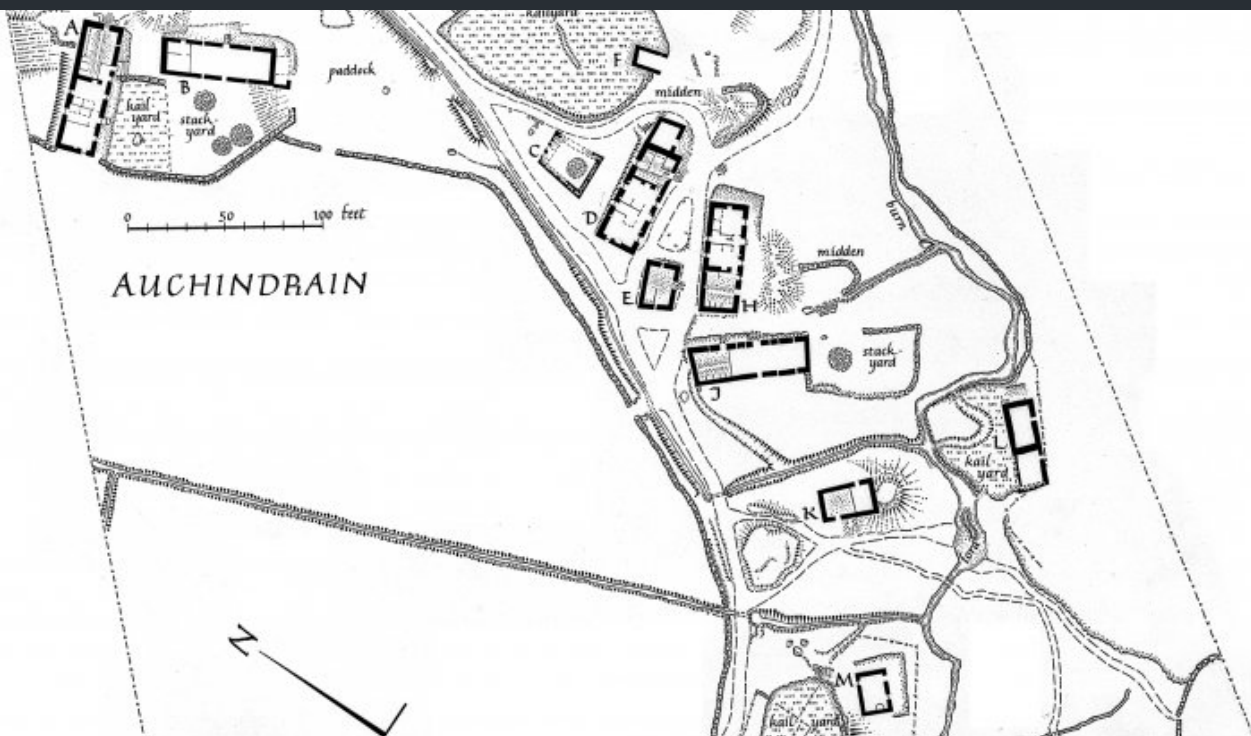 kailyard
A
B
kail
yard
stack-
yard
paddock
F
midden
C
D
burn
0 50 100 feet
AUCHINDRAIN
E
H
midden
J
stack-
yard
L
kail
yard
K
ford
N
M
kail yard